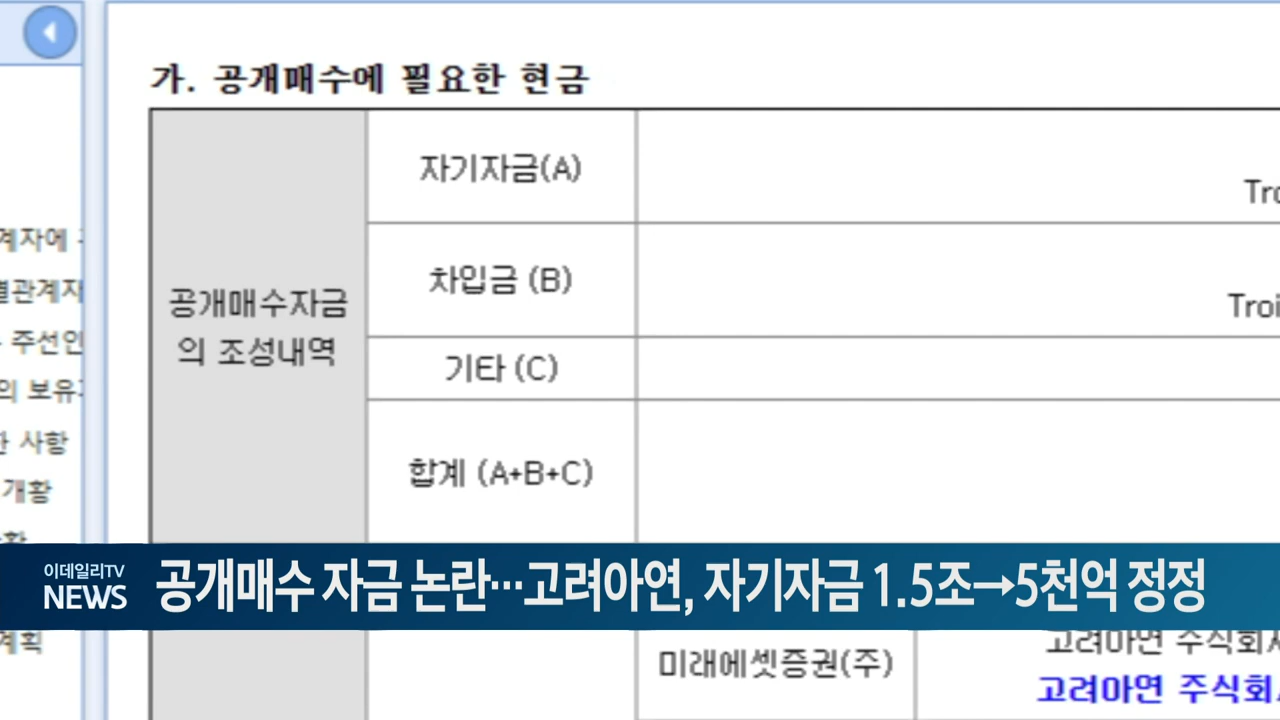 가. 공개매수에 필요한 현금
자기자금(A)
계자에
관계자
차입금 (B)
공개매수자금
의 조성내역
주선인
기타 (C)
의 보유
사항
합계 (A+B+C)
개황
이데일리TV
NEWS
공개매수 자금 논란…고려아연, 자기자금 1.5조→5천억 정정
계획
미래에셋증권(주)
고려아연 주식회
고려아연 주식회